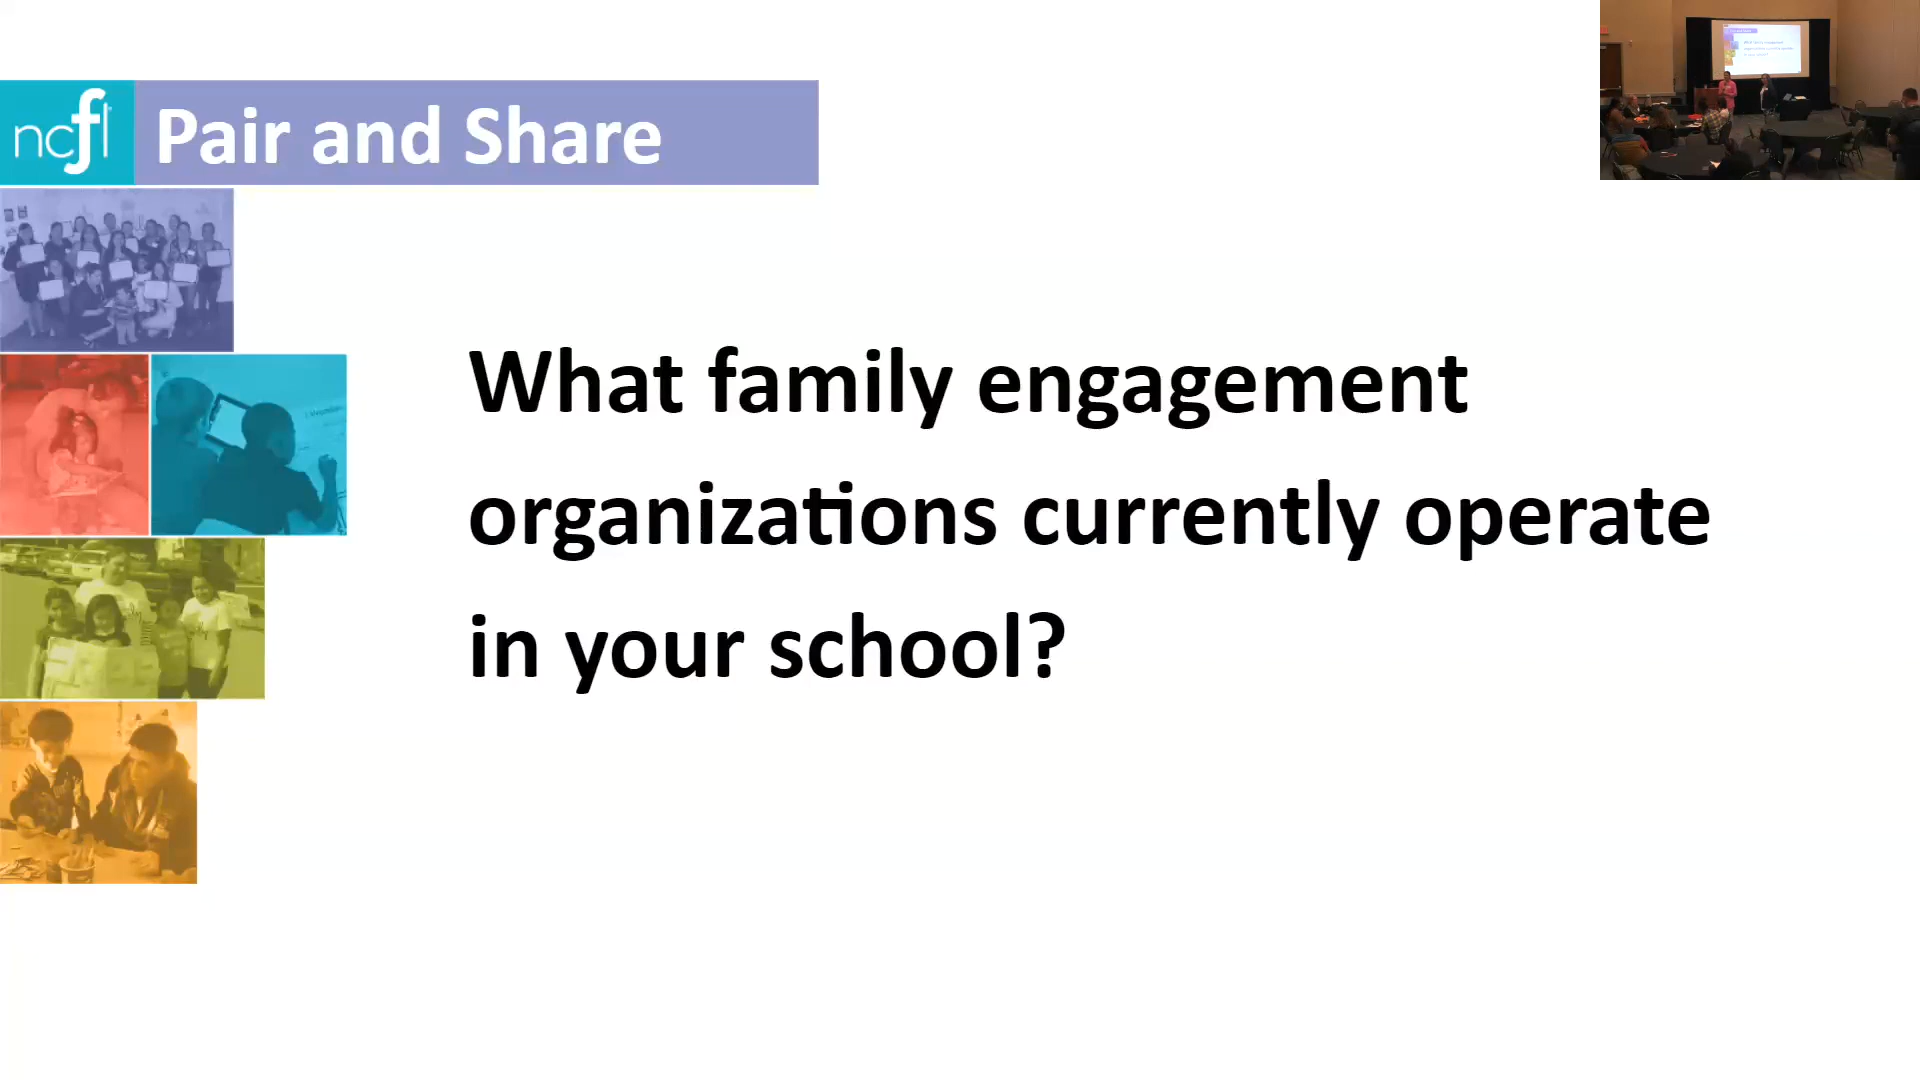 ncfl
Pair and Share
What family engagement
organizations currently operate
in your school?